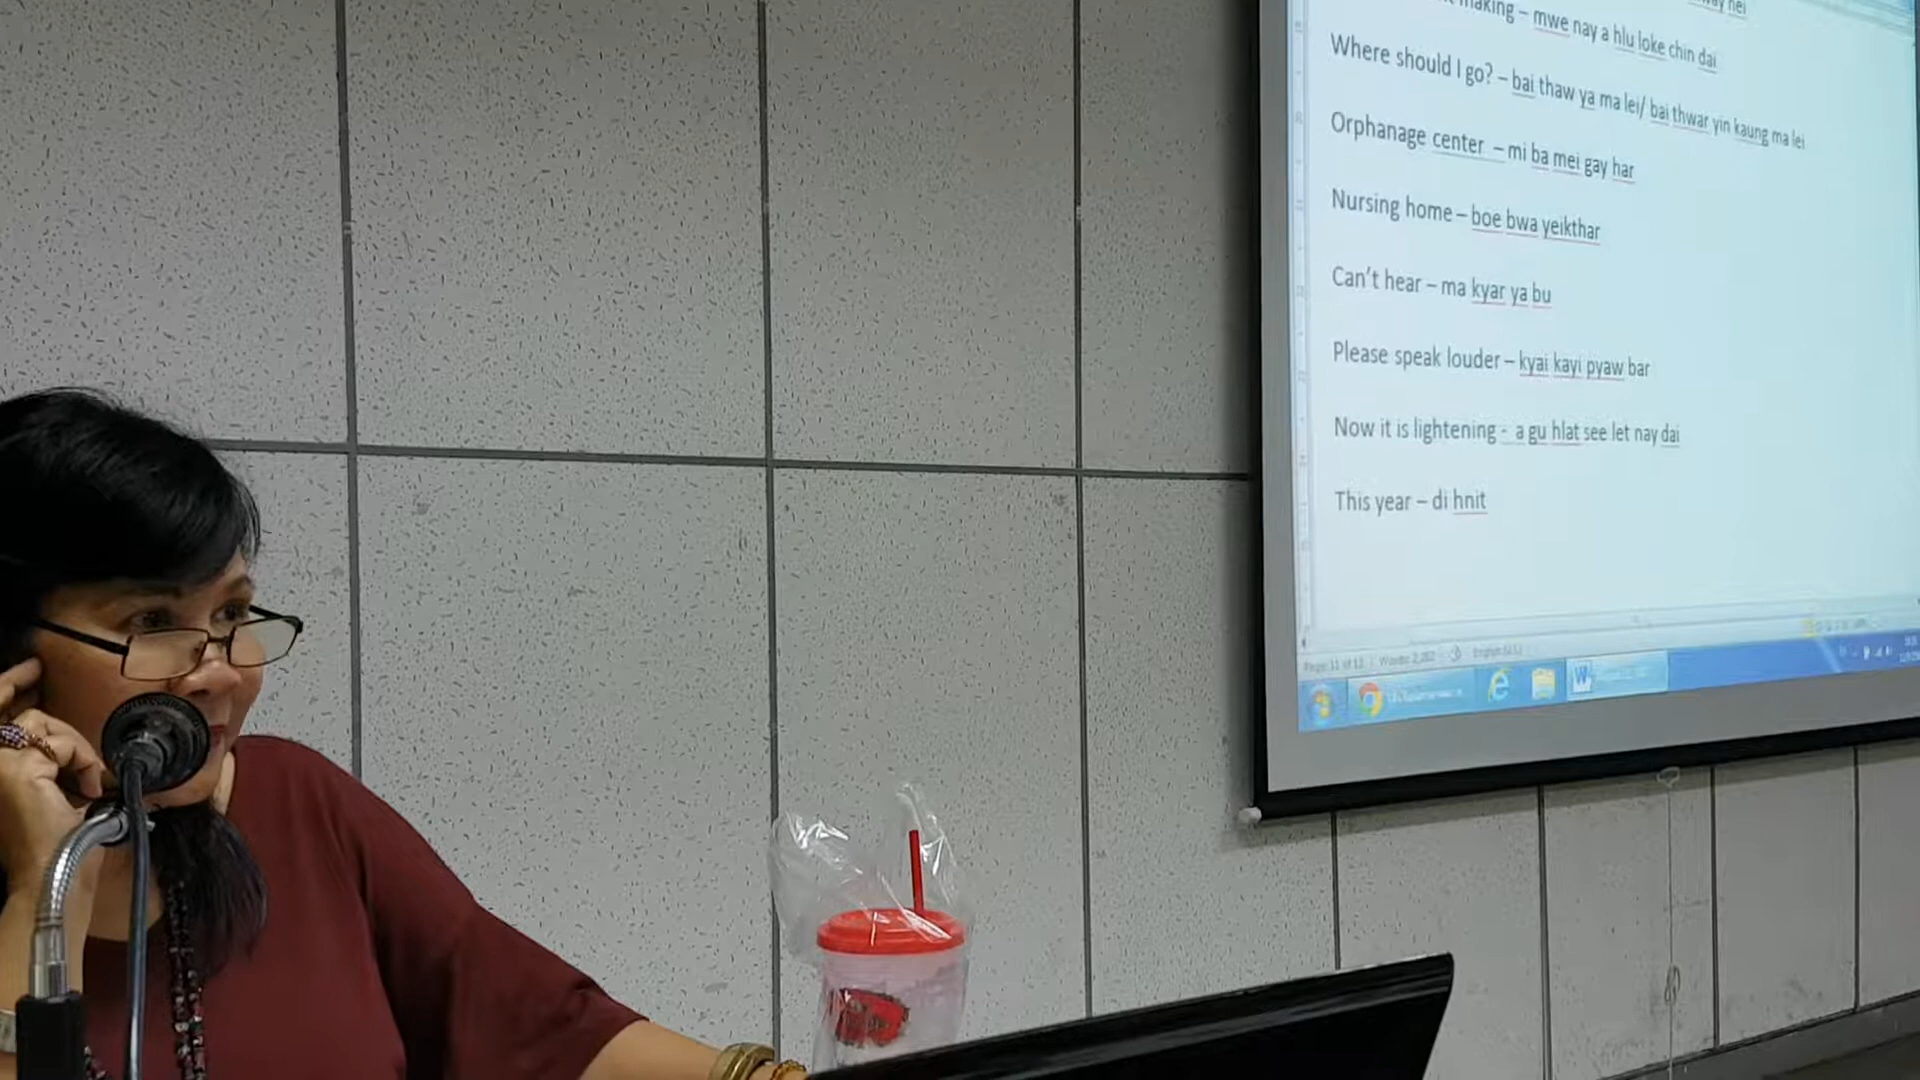 making – mwe nay a hlu loke chin dai
Where should I go? – bai thaw ya ma lei/ bai thwar yin kaung ma lei
Orphanage center – mi ba mei gay har
Nursing home – boe bwa yeikthar
Can't hear – ma kyar ya bu
Please speak louder – kyai kayi pyaw bar
Now it is lightening - a gu hlat see let nay dai
This year – di hnit